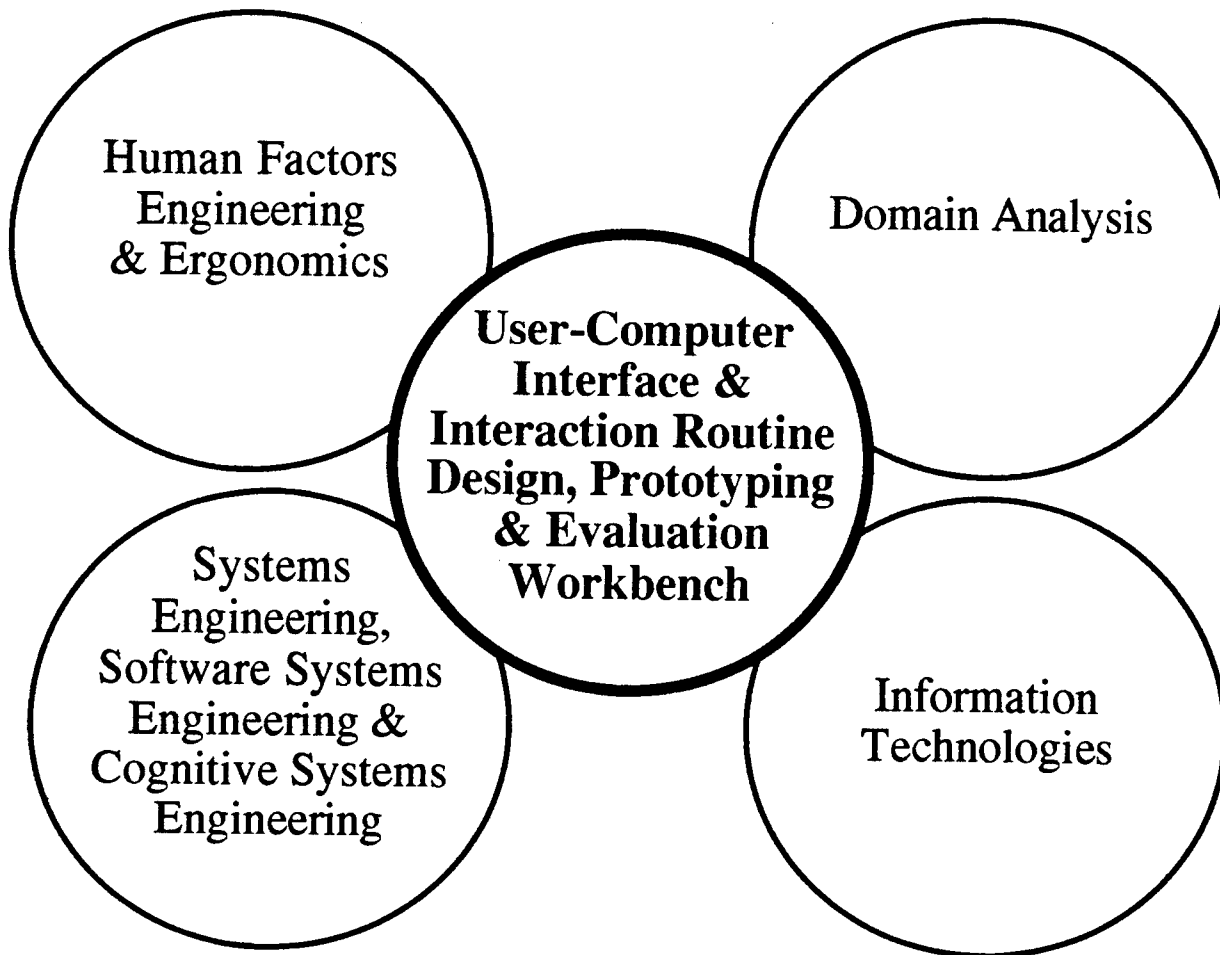 Human Factors
Engineering
& Ergonomics
Domain Analysis
User-Computer
Interface &
Interaction Routine
Design, Prototyping
& Evaluation
Workbench
Systems
Engineering,
Software Systems
Engineering &
Cognitive Systems
Engineering
Information
Technologies